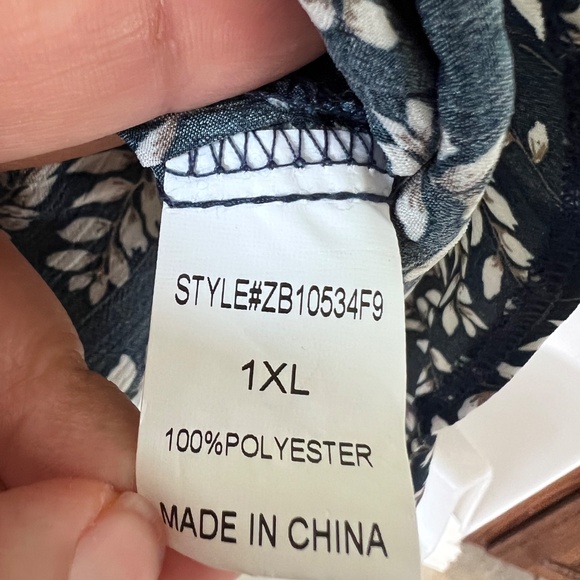 STYLE#ZB10534F9
1XL
100%POLYESTER
MADE IN CHINA